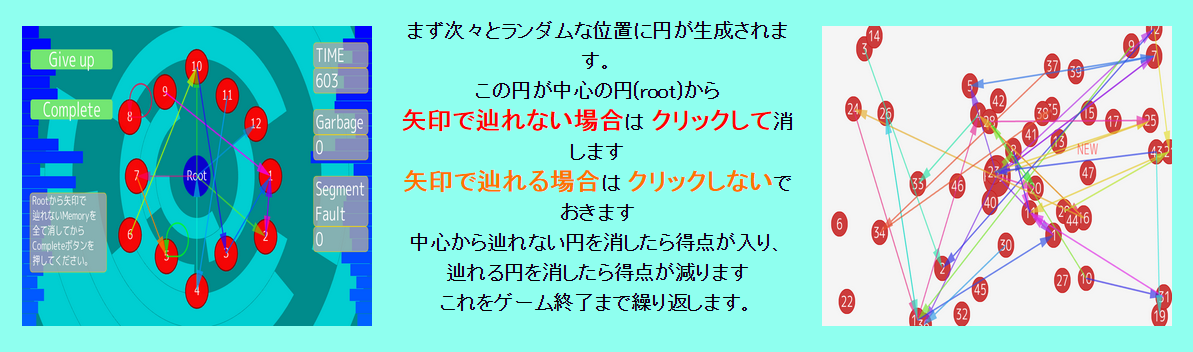 Give up
Complete
Rootから矢印で
辿れないMemoryを
全て消してから
Completeボタンを
押してください。
10
9
11
8
12
7
Root
1
6
2
5
3
4
TIME
603
Garbage
0
Segment
Fault
0
まず次々とランダムな位置に円が生成されま
す。
この円が中心の円(root)から
矢印で辿れない場合は クリックして消
します
矢印で辿れる場合は クリックしないで
おきます
中心から辿れない円を消したら得点が入り、
辿れる円を消したら得点が減ります
これをゲーム終了まで繰り返します。
14
3
9
7
37
39
5
42
24
26
38
15
17
25
41
13
NEW
43
33
46
47
20
40
44
6
34
1
30
2
45
27
10
22
32
31
19